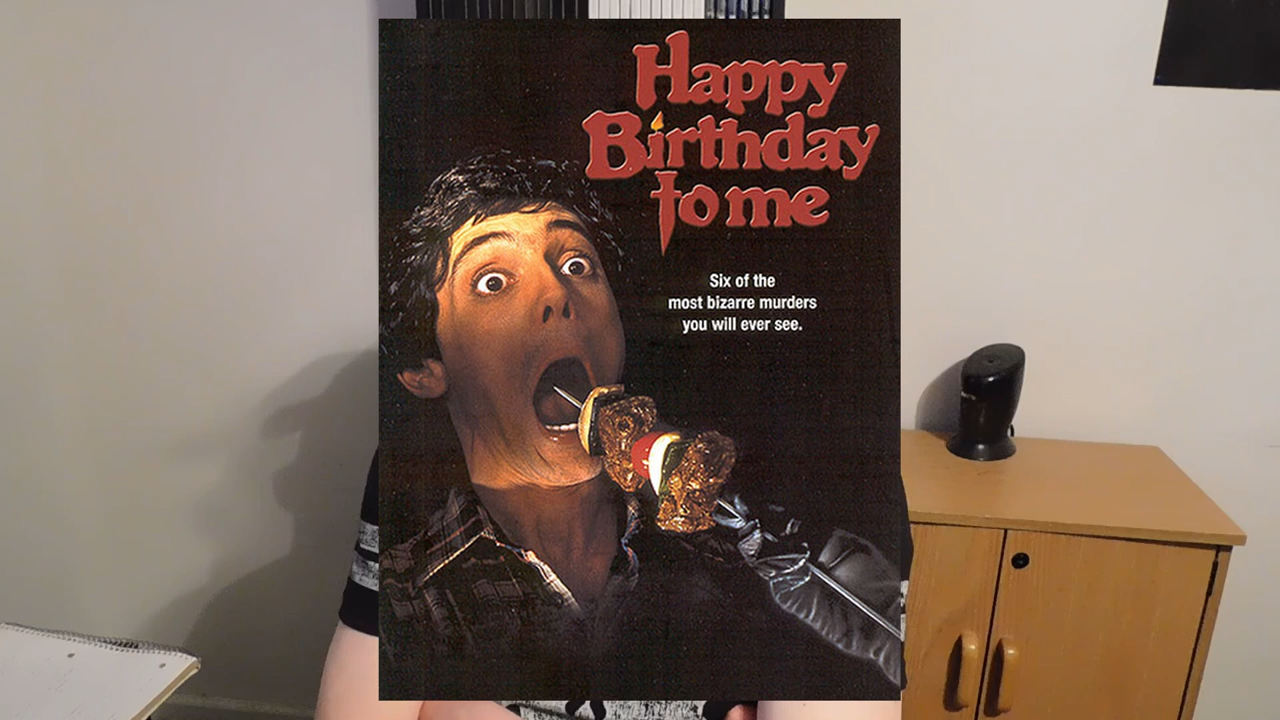 Happy
Birthday
to me
Six of the
most bizarre murders
you will ever see.